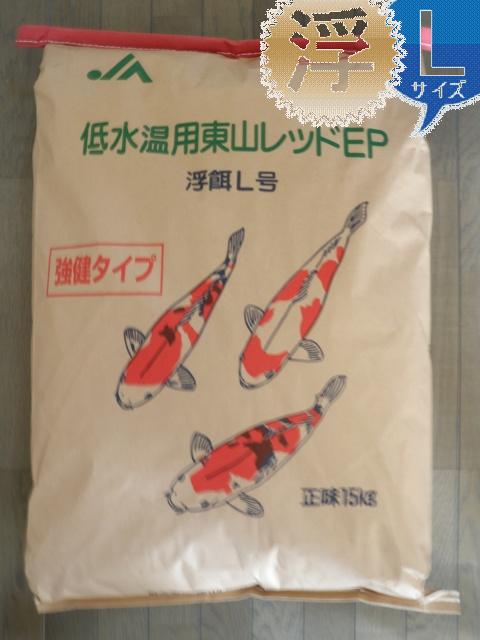 浮
L
サイズ
JA
低水温用東山レッドEP
浮餌L号
強健タイプ
正味15kg